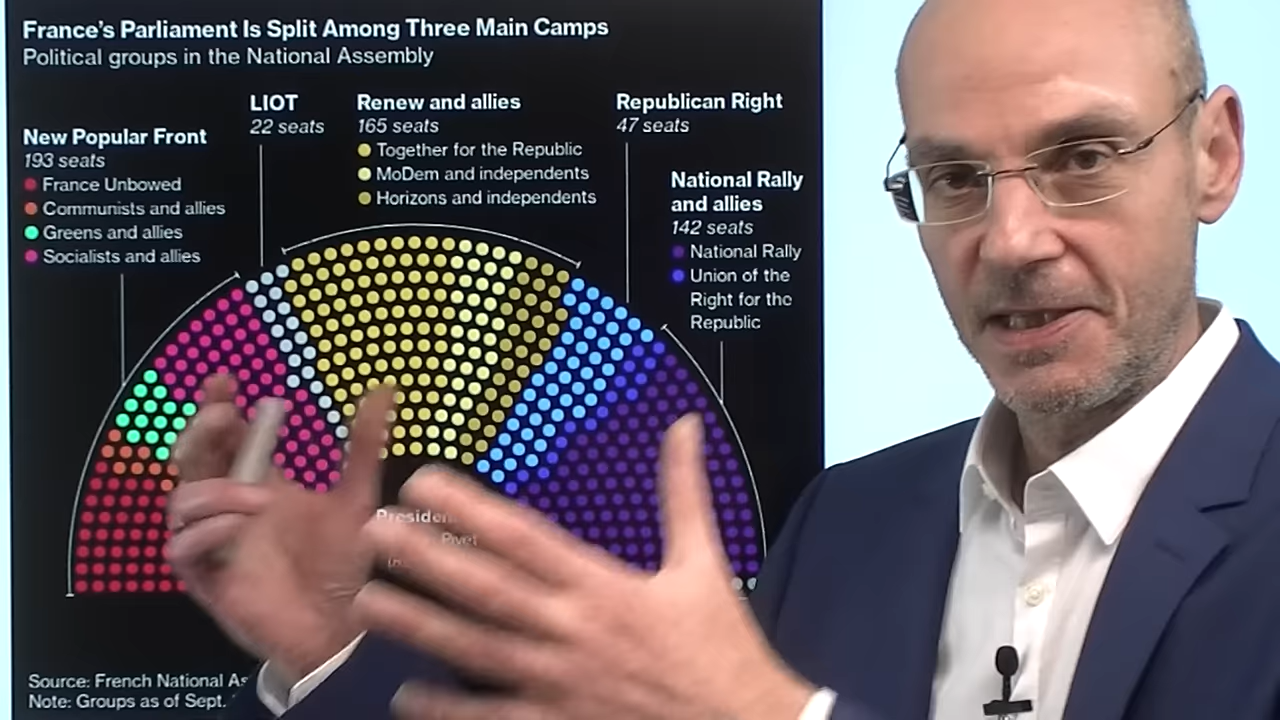 France's Parliament Is Split Among Three Main Camps
Political groups in the National Assembly
New Popular Front
193 seats
France Unbowed
Communists and allies
Greens and allies
Socialists and allies
LIOT
22 seats
Renew and allies
165 seats
Together for the Republic
MoDem and independents
Horizons and independents
Republican Right
47 seats
National Rally
and allies
142 seats
National Rally
Union of the
Right for the
Republic
Source: French National
Note: Groups as of Sept.